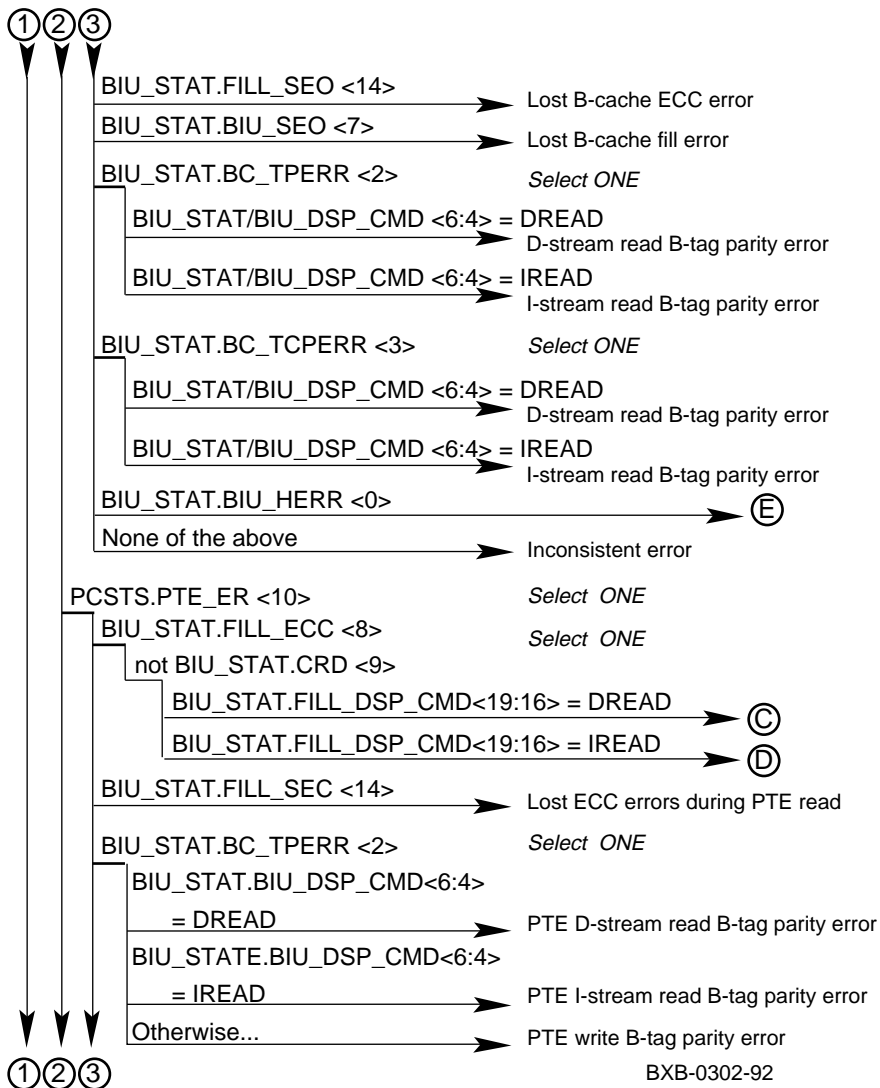 1 2 3
BIU_STAT.FILL_SEO <14>
Lost B-cache ECC error
BIU_STAT.BIU_SEO <7>
Lost B-cache fill error
BIU_STAT.BC_TPERR <2> Select ONE
BIU_STAT/BIU_DSP_CMD <6:4> = DREAD
D-stream read B-tag parity error
BIU_STAT/BIU_DSP_CMD <6:4> = IREAD
I-stream read B-tag parity error
BIU_STAT.BC_TCPERR <3> Select ONE
BIU_STAT/BIU_DSP_CMD <6:4> = DREAD
D-stream read B-tag parity error
BIU_STAT/BIU_DSP_CMD <6:4> = IREAD
I-stream read B-tag parity error
BIU_STAT.BIU_HERR <0> E
None of the above
Inconsistent error
PCSTS.PTE_ER <10> Select ONE
BIU_STAT.FILL_ECC <8> Select ONE
not BIU_STAT.CRD <9>
BIU_STAT.FILL_DSP_CMD<19:16> = DREAD C
BIU_STAT.FILL_DSP_CMD<19:16> = IREAD D
BIU_STAT.FILL_SEC <14>
Lost ECC errors during PTE read
BIU_STAT.BC_TPERR <2> Select ONE
BIU_STAT.BIU_DSP_CMD<6:4>
= DREAD PTE D-stream read B-tag parity error
BIU_STATE.BIU_DSP_CMD<6:4>
= IREAD PTE I-stream read B-tag parity error
Otherwise... PTE write B-tag parity error
1 2 3 BXB-0302-92